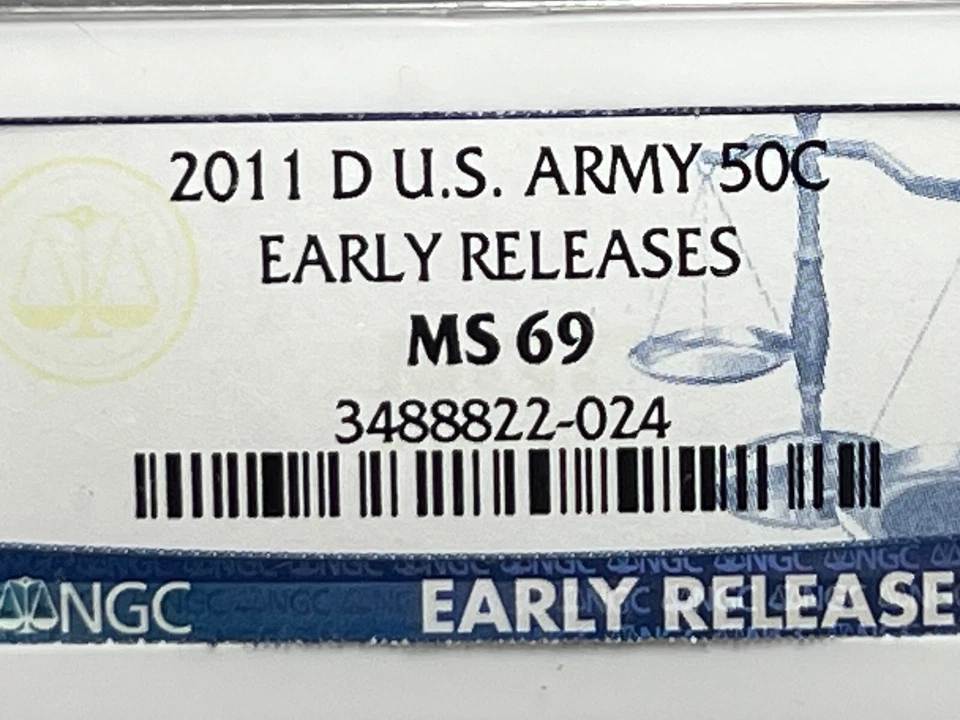 2011 D U.S. ARMY 50C
EARLY RELEASES
MS 69
3488822-024
NGC EARLY RELEASE